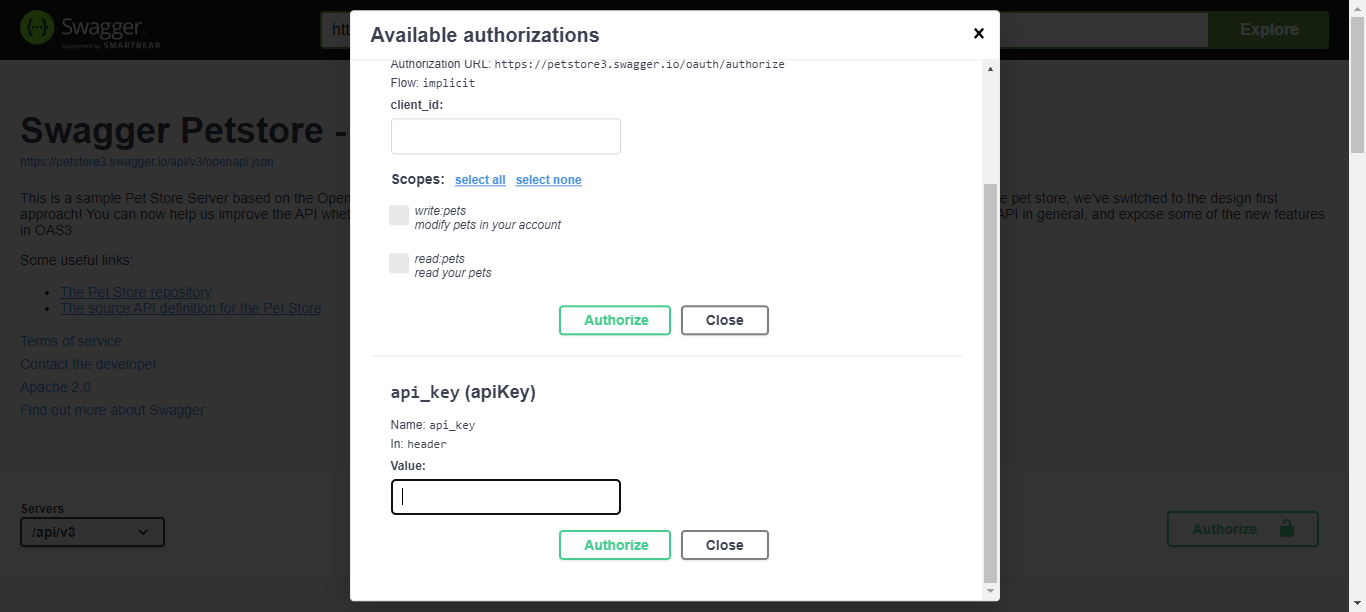 Swagger.
Supported by SMARTBEAR
htt
Explore
Available authorizations
Authorization URL: https://petstore3.swagger.io/oauth/authorize
Flow: implicit
client_id:
Scopes: select all select none
write:pets
modify pets in your account
read:pets
read your pets
Authorize
Close
api_key (apiKey)
Name: api_key
In: header
Value:
Authorize
Close
Swagger Petstore -
https://petstore3.swagger.io/api/v3/openapi.json
This is a sample Pet Store Server based on the Open
e pet store, we've switched to the design first
approach! You can now help us improve the API whet
API in general, and expose some of the new features
in OAS3.
Some useful links:
The Pet Store repository
The source API definition for the Pet Store
Terms of service
Contact the developer
Apache 2.0
Find out more about Swagger
Servers
/api/v3
Authorize